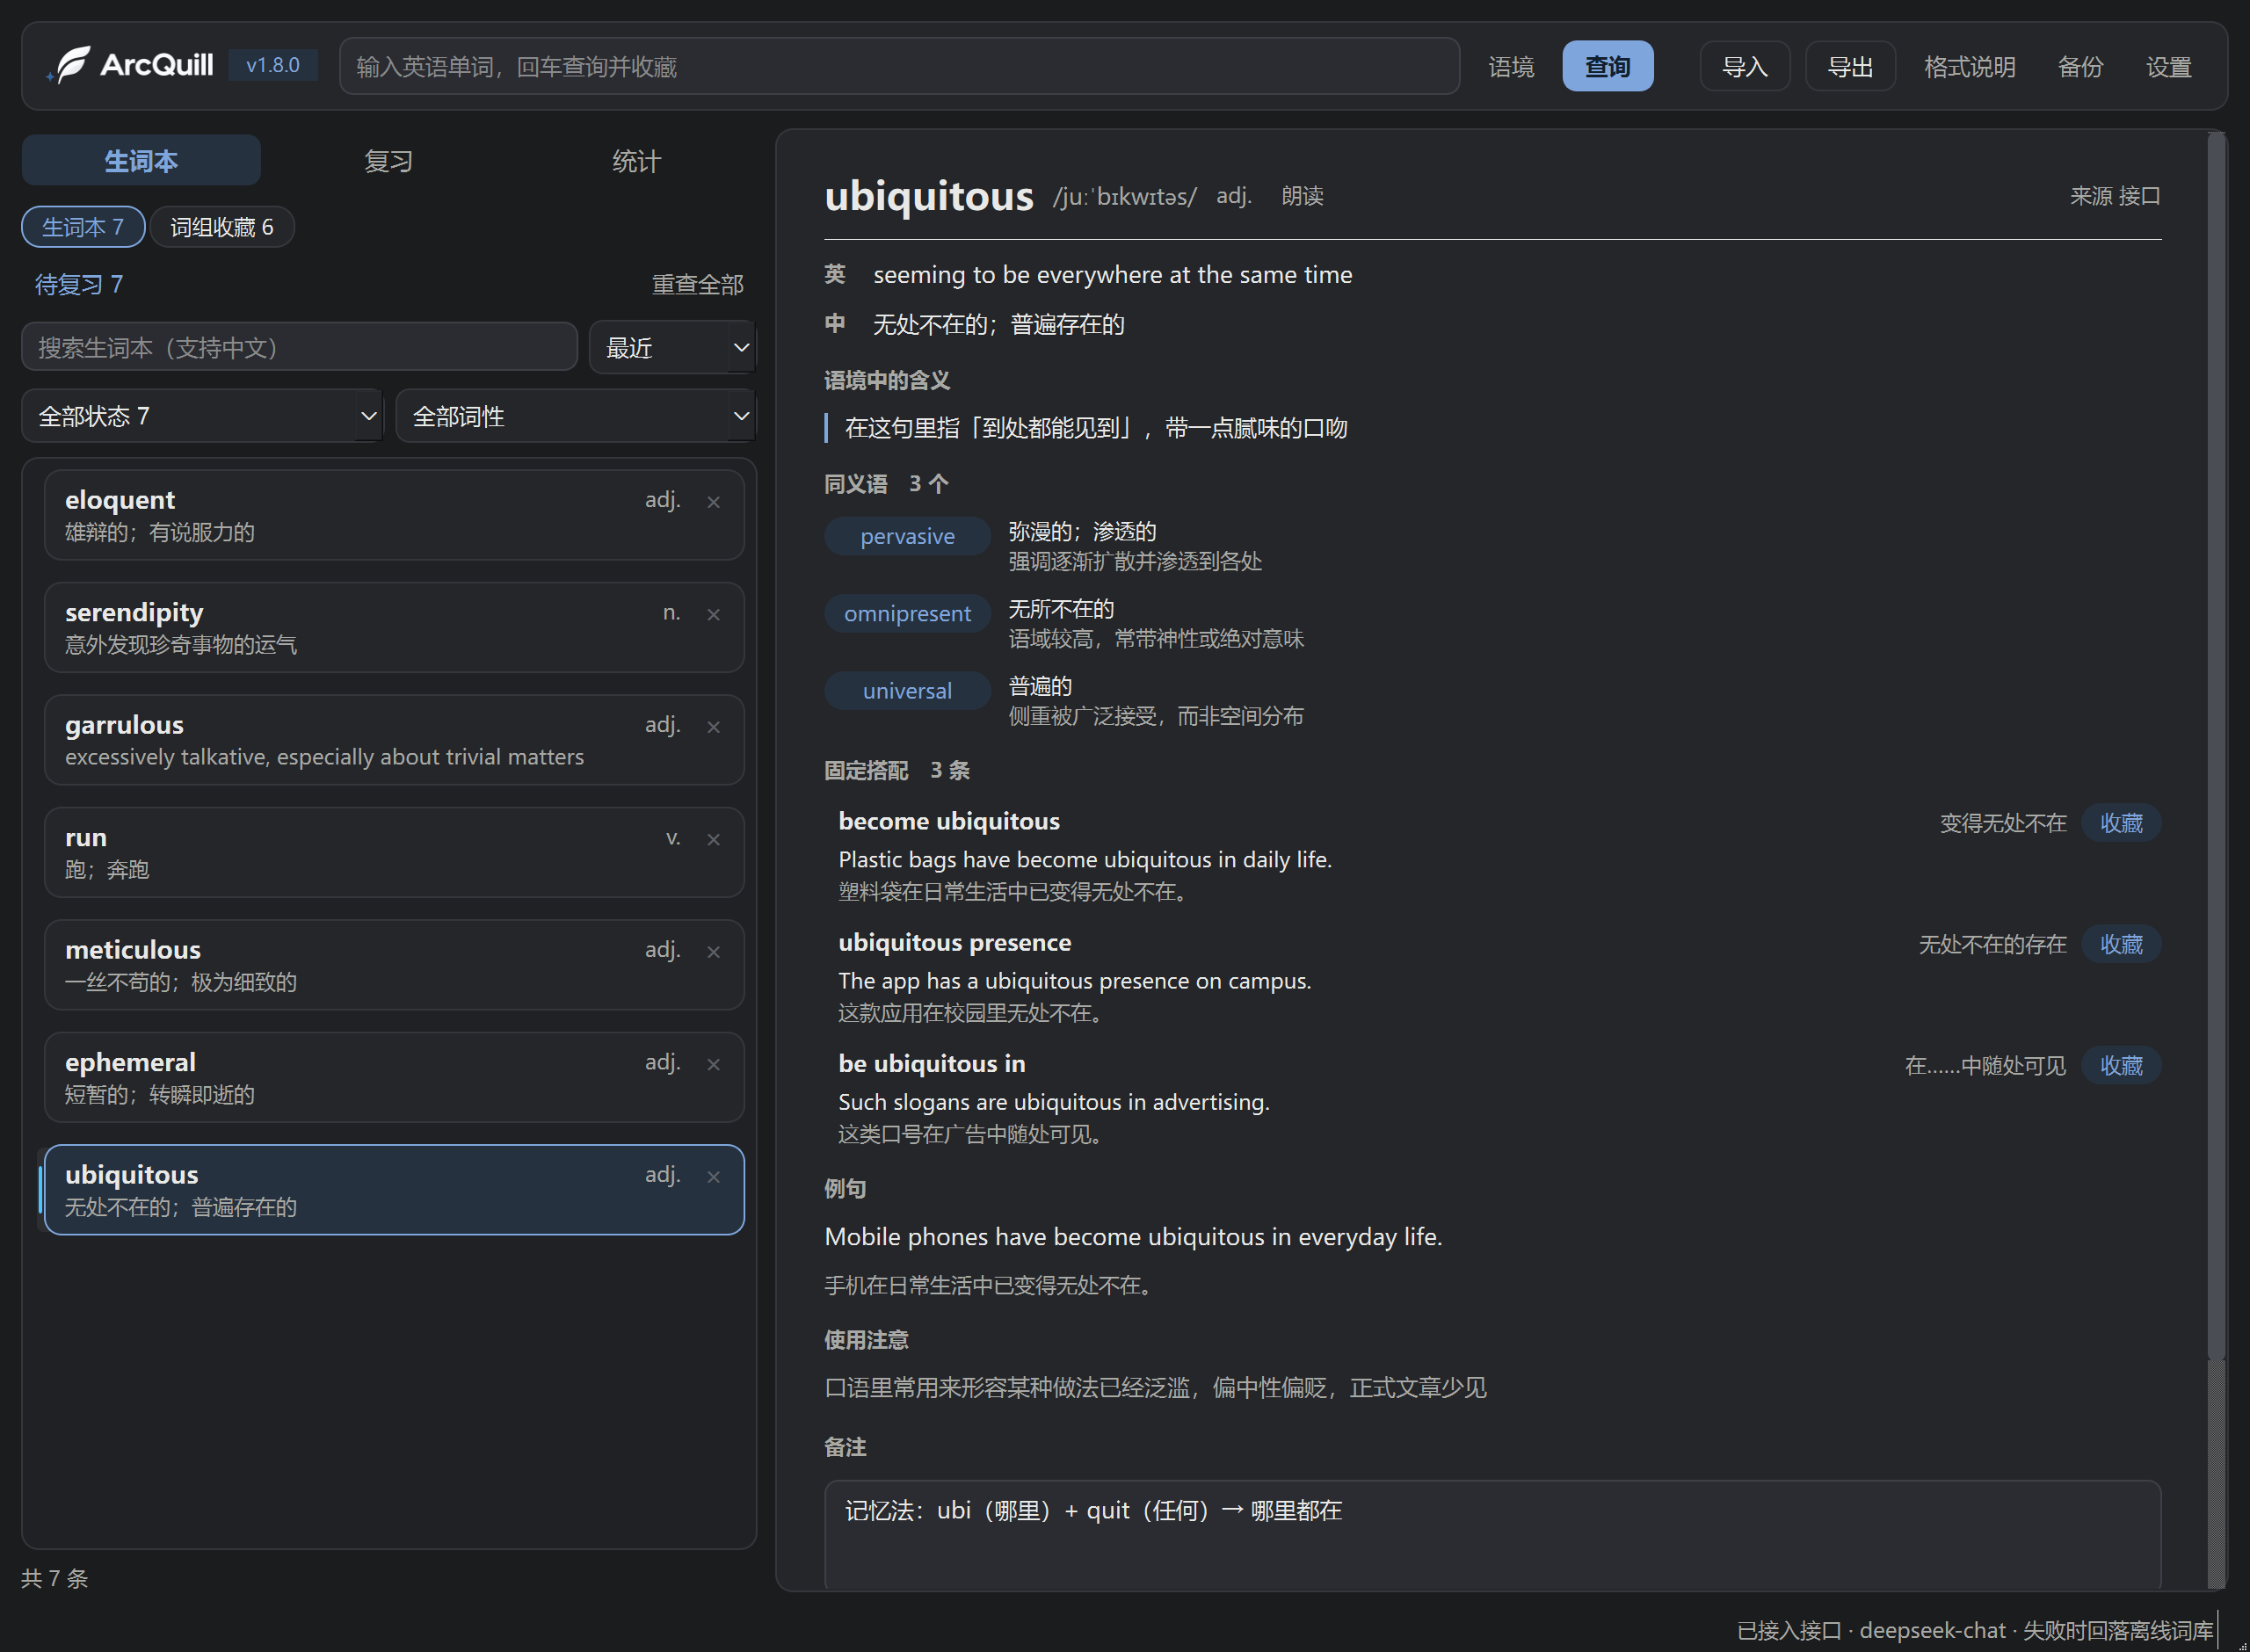 ArcQuill v1.8.0 输入英语单词，回车查询并收藏 语境 查询 导入 导出 格式说明 备份 设置
生词本 复习 统计
生词本 7 词组收藏 6
待复习 7 重查全部
搜索生词本（支持中文） 最近
全部状态 7 全部词性
eloquent adj. ×
雄辩的；有说服力的
serendipity n. ×
意外发现珍奇事物的运气
garrulous adj. ×
excessively talkative, especially about trivial matters
run v. ×
跑；奔跑
meticulous adj. ×
一丝不苟的；极为细致的
ephemeral adj. ×
短暂的；转瞬即逝的
ubiquitous adj. ×
无处不在的；普遍存在的
共 7 条
ubiquitous /juːˈbɪkwɪtəs/ adj. 朗读 来源 接口
英 seeming to be everywhere at the same time
中 无处不在的；普遍存在的
语境中的含义
在这句里指「到处都能见到」，带一点腻味的口吻
同义语 3 个
pervasive 弥漫的；渗透的
强调逐渐扩散并渗透到各处
omnipresent 无所不在的
语域较高，常带神性或绝对意味
universal 普遍的
侧重被广泛接受，而非空间分布
固定搭配 3 条
become ubiquitous 变得无处不在 收藏
Plastic bags have become ubiquitous in daily life.
塑料袋在日常生活中已变得无处不在。
ubiquitous presence 无处不在的存在 收藏
The app has a ubiquitous presence on campus.
这款应用在校园里无处不在。
be ubiquitous in 在……中随处可见 收藏
Such slogans are ubiquitous in advertising.
这类口号在广告中随处可见。
例句
Mobile phones have become ubiquitous in everyday life.
手机在日常生活中已变得无处不在。
使用注意
口语里常用来形容某种做法已经泛滥，偏中性偏贬，正式文章少见
备注
记忆法：ubi（哪里）+ quit（任何）→ 哪里都在
已接入接口 · deepseek-chat · 失败时回落离线词库